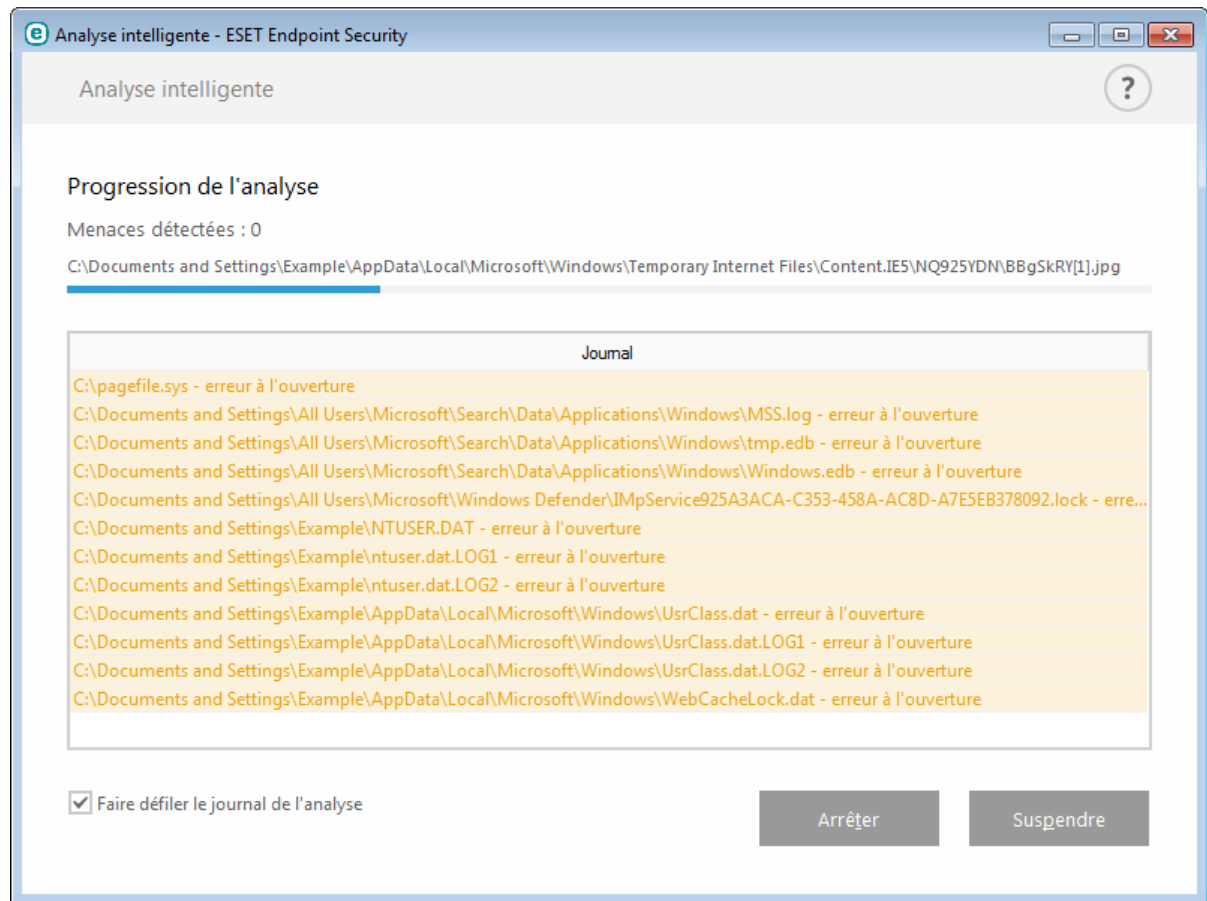 e Analyse intelligente - ESET Endpoint Security
Analyse intelligente
?
Progression de l'analyse
Menaces détectées : 0
C:\Documents and Settings\Example\AppData\Local\Microsoft\Windows\Temporary Internet Files\Content.IE5\NQ925YDN\BBgSkRY[1].jpg
Journal
C:\pagefile.sys - erreur à l'ouverture
C:\Documents and Settings\All Users\Microsoft\Search\Data\Applications\Windows\MSS.log - erreur à l'ouverture
C:\Documents and Settings\All Users\Microsoft\Search\Data\Applications\Windows\tmp.edb - erreur à l'ouverture
C:\Documents and Settings\All Users\Microsoft\Search\Data\Applications\Windows\Windows.edb - erreur à l'ouverture
C:\Documents and Settings\All Users\Microsoft\Windows Defender\IMpService925A3ACA-C353-458A-AC8D-A7E5EB378092.lock - erre...
C:\Documents and Settings\Example\NTUSER.DAT - erreur à l'ouverture
C:\Documents and Settings\Example\ntuser.dat.LOG1 - erreur à l'ouverture
C:\Documents and Settings\Example\ntuser.dat.LOG2 - erreur à l'ouverture
C:\Documents and Settings\Example\AppData\Local\Microsoft\Windows\UsrClass.dat - erreur à l'ouverture
C:\Documents and Settings\Example\AppData\Local\Microsoft\Windows\UsrClass.dat.LOG1 - erreur à l'ouverture
C:\Documents and Settings\Example\AppData\Local\Microsoft\Windows\UsrClass.dat.LOG2 - erreur à l'ouverture
C:\Documents and Settings\Example\AppData\Local\Microsoft\Windows\WebCacheLock.dat - erreur à l'ouverture
Faire défiler le journal de l'analyse
Arrêter
Suspendre